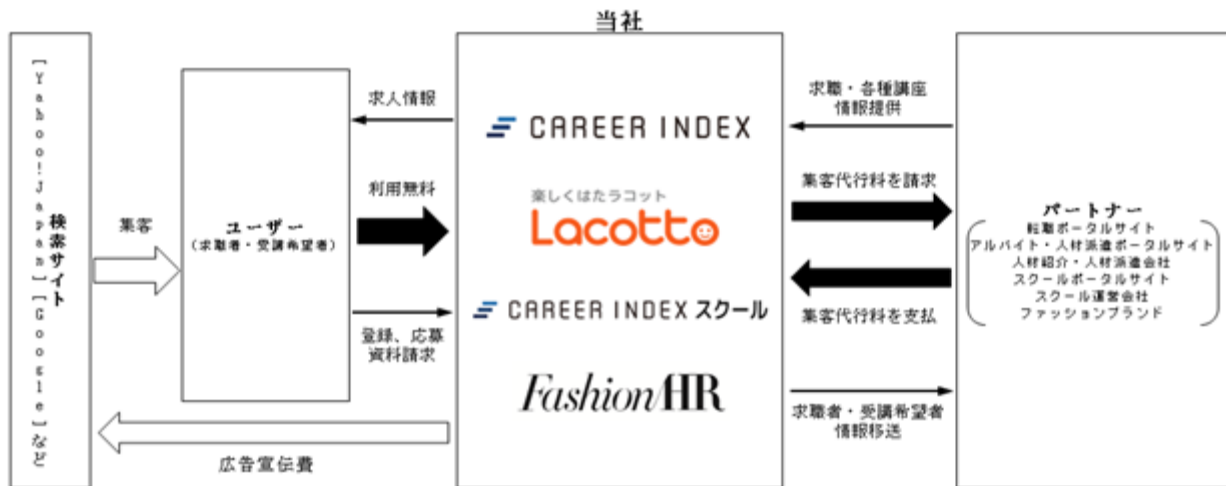 当社
検索サイト
[Yahoo!Japan][Google]など
集客
ユーザー
(求職者・受講希望者)
求人情報
利用無料
登録、応募
資料請求
広告宣伝費
CAREER INDEX
楽しくはたラコット
Lacotto
CAREER INDEX スクール
FashionHR
求職・各種講座
情報提供
集客代行料を請求
集客代行料を支払
求職者・受講希望者
情報移送
パートナー
転職ポータルサイト
アルバイト・人材派遣ポータルサイト
人材紹介・人材派遣会社
スクールポータルサイト
スクール運営会社
ファッションブランド